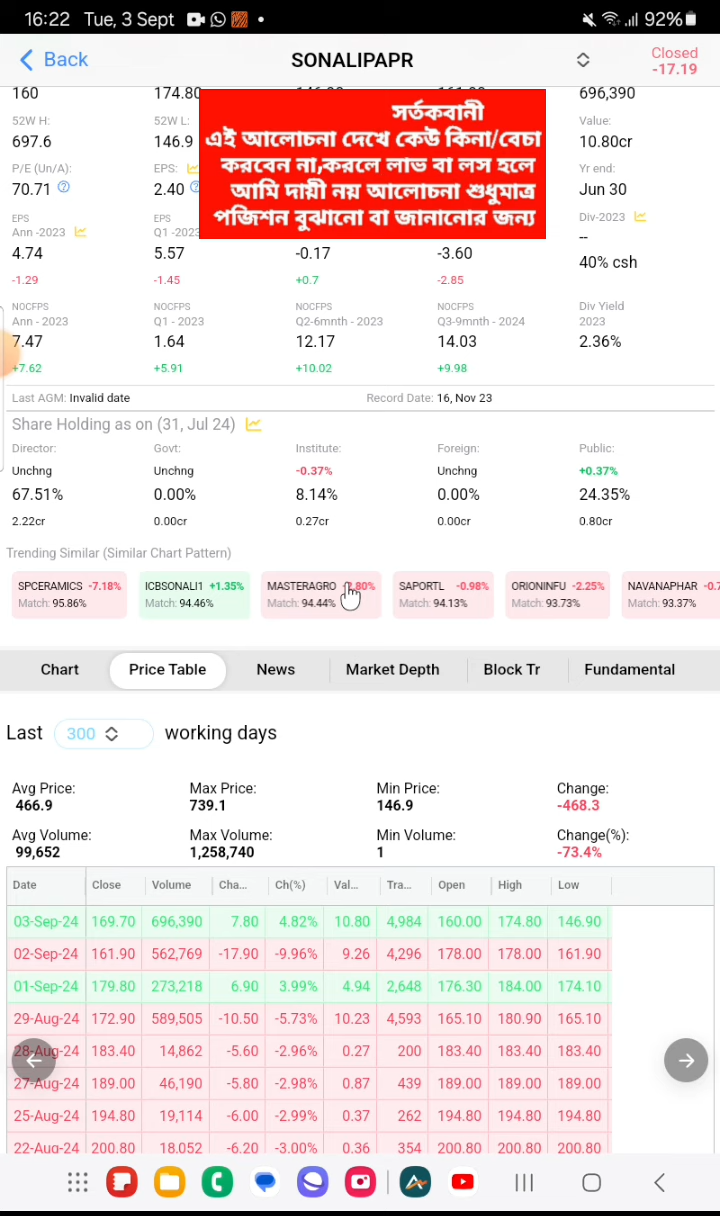 16:22 Tue, 3 Sept 92%
Back SONALIPAPR Closed
-17.19
160 174.80 696,390
52W H: 52W L: Value:
697.6 146.9 10.80cr
সর্তকবানী
এই আলোচনা দেখে কেউ কিনা/বেচা
করবেন না,করলে লাভ বা লস হলে
আমি দায়ী নয় আলোচনা শুধুমাত্র
পজিশন বুঝানো বা জানানোর জন্য
P/E (Un/A): EPS: Yr end:
70.71 2.40 Jun 30
EPS EPS Div-2023
Ann -2023 Q1 -2023 --
4.74 5.57 -0.17 -3.60 40% csh
-1.29 -1.45 +0.7 -2.85
NOCFPS NOCFPS NOCFPS NOCFPS Div Yield
Ann - 2023 Q1 - 2023 Q2-6mnth - 2023 Q3-9mnth - 2024 2023
7.47 1.64 12.17 14.03 2.36%
+7.62 +5.91 +10.02 +9.98
Last AGM: Invalid date Record Date: 16, Nov 23
Share Holding as on (31, Jul 24)
Director: Govt: Institute: Foreign: Public:
Unchng Unchng -0.37% Unchng +0.37%
67.51% 0.00% 8.14% 0.00% 24.35%
2.22cr 0.00cr 0.27cr 0.00cr 0.80cr
Trending Similar (Similar Chart Pattern)
SPCERAMICS -7.18% ICBSONALI1 +1.35% MASTERAGRO SAPORTL -0.98% ORIONINFU -2.25% NAVANAPHAR
Match: 95.86% Match: 94.46% Match: 94.44% Match: 94.13% Match: 93.73% Match: 93.37%
Chart Price Table News Market Depth Block Tr Fundamental
Last 300 working days
Avg Price: Max Price: Min Price: Change:
466.9 739.1 146.9 -468.3
Avg Volume: Max Volume: Min Volume: Change(%):
99,652 1,258,740 1 -73.4%
Date Close Volume Cha... Ch(%) Val... Tra... Open High Low
03-Sep-24 169.70 696,390 7.80 4.82% 10.80 4,984 160.00 174.80 146.90
02-Sep-24 161.90 562,769 -17.90 -9.96% 9.26 4,296 178.00 178.00 161.90
01-Sep-24 179.80 273,218 6.90 3.99% 4.94 2,648 176.30 184.00 174.10
29-Aug-24 172.90 589,505 -10.50 -5.73% 10.23 4,593 165.10 180.90 165.10
28-Aug-24 183.40 14,862 -5.60 -2.96% 0.27 200 183.40 183.40 183.40
27-Aug-24 189.00 46,190 -5.80 -2.98% 0.87 439 189.00 189.00 189.00
25-Aug-24 194.80 19,114 -6.00 -2.99% 0.37 262 194.80 194.80 194.80
22-Aug-24 200.80 18,052 -6.20 -3.00% 0.36 354 200.80 200.80 200.80